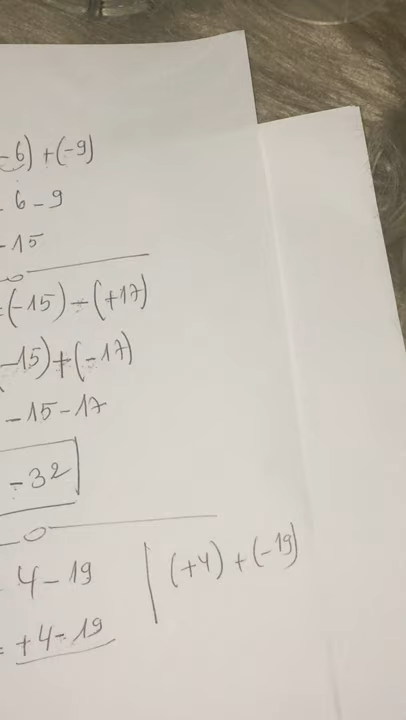 -6) + (-9)
- 6 - 9
- 15
= (-15) - (+17)
-15) + (-17)
- 15 - 17
- 32
4 - 19 | (+4) + (-19)
= +4 - 19